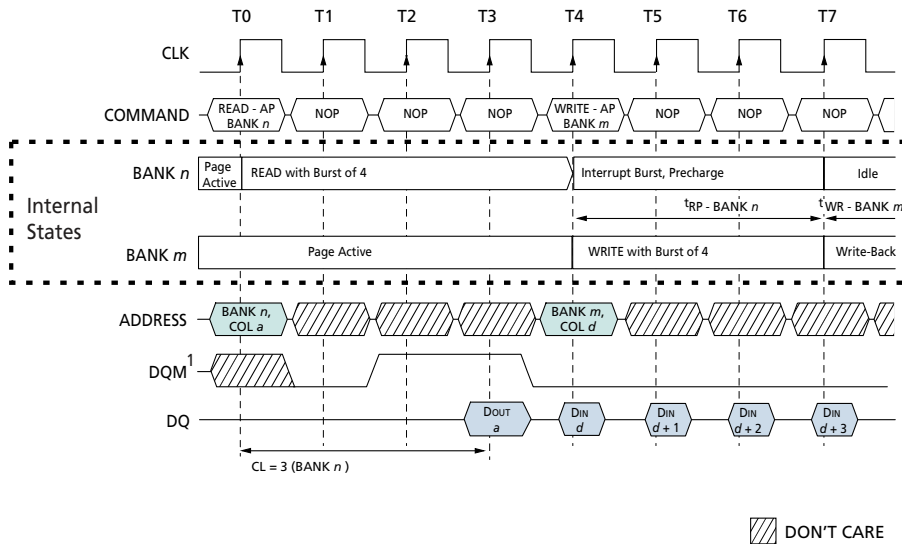 T0 T1 T2 T3 T4 T5 T6 T7
CLK
COMMAND
READ - AP
BANK n
NOP
NOP
NOP
WRITE - AP
BANK m
NOP
NOP
NOP
Internal
States
BANK n
Page
Active
READ with Burst of 4
Interrupt Burst, Precharge
Idle
tRP - BANK n
tWR - BANK m
BANK m
Page Active
WRITE with Burst of 4
Write-Back
ADDRESS
BANK n,
COL a
BANK m,
COL d
DQM1
DQ
DOUT
a
DIN
d
DIN
d + 1
DIN
d + 2
DIN
d + 3
CL = 3 (BANK n )
DON'T CARE